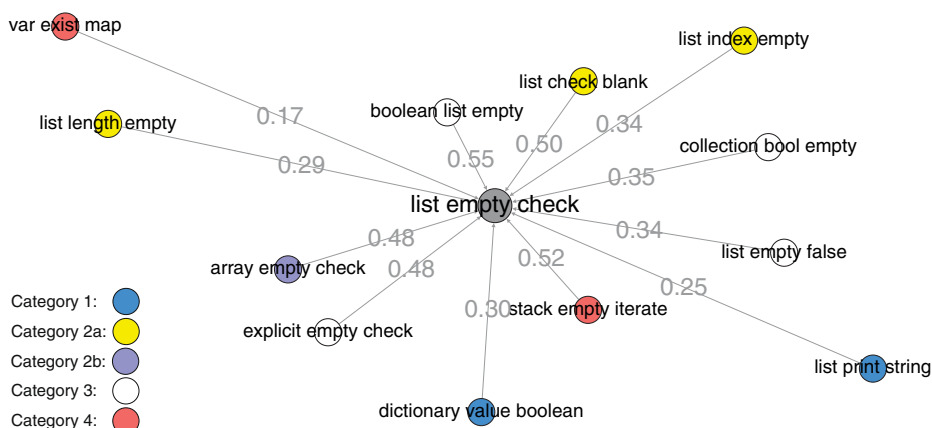 var exist map
list index empty
list check blank
boolean list empty
list length empty
0.17
0.34
0.50
collection bool empty
0.55
0.29
0.35
list empty check
0.34
0.48
list empty false
0.52
array empty check
0.48
0.25
Category 1:
0.30
stack empty iterate
Category 2a:
explicit empty check
Category 2b:
list print string
Category 3:
dictionary value boolean
Category 4: